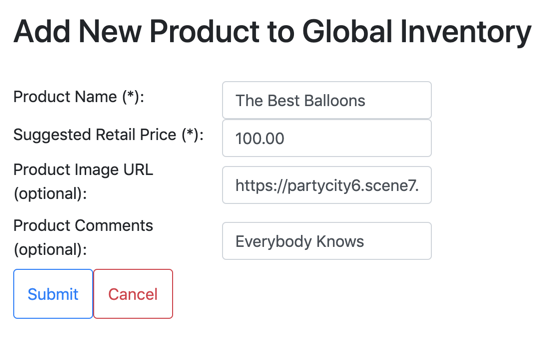 Add New Product to Global Inventory
Product Name (*):
The Best Balloons
Suggested Retail Price (*):
100.00
Product Image URL
(optional):
https://partycity6.scene7.
Product Comments
(optional):
Everybody Knows
Submit Cancel